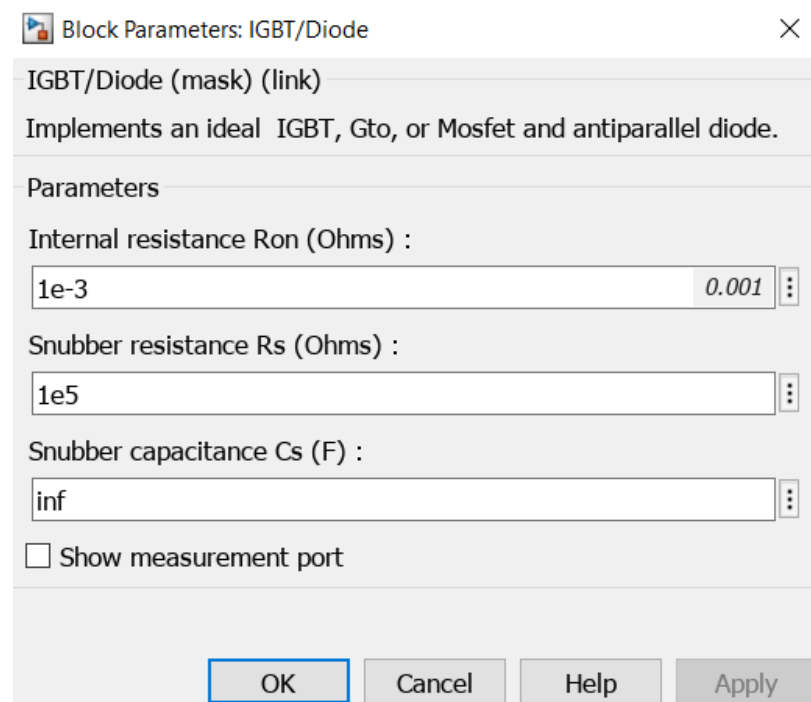 Block Parameters: IGBT/Diode
IGBT/Diode (mask) (link)
Implements an ideal IGBT, Gto, or Mosfet and antiparallel diode.
Parameters
Internal resistance Ron (Ohms) :
1e-3 0.001
Snubber resistance Rs (Ohms) :
1e5
Snubber capacitance Cs (F) :
inf
Show measurement port
OK Cancel Help Apply